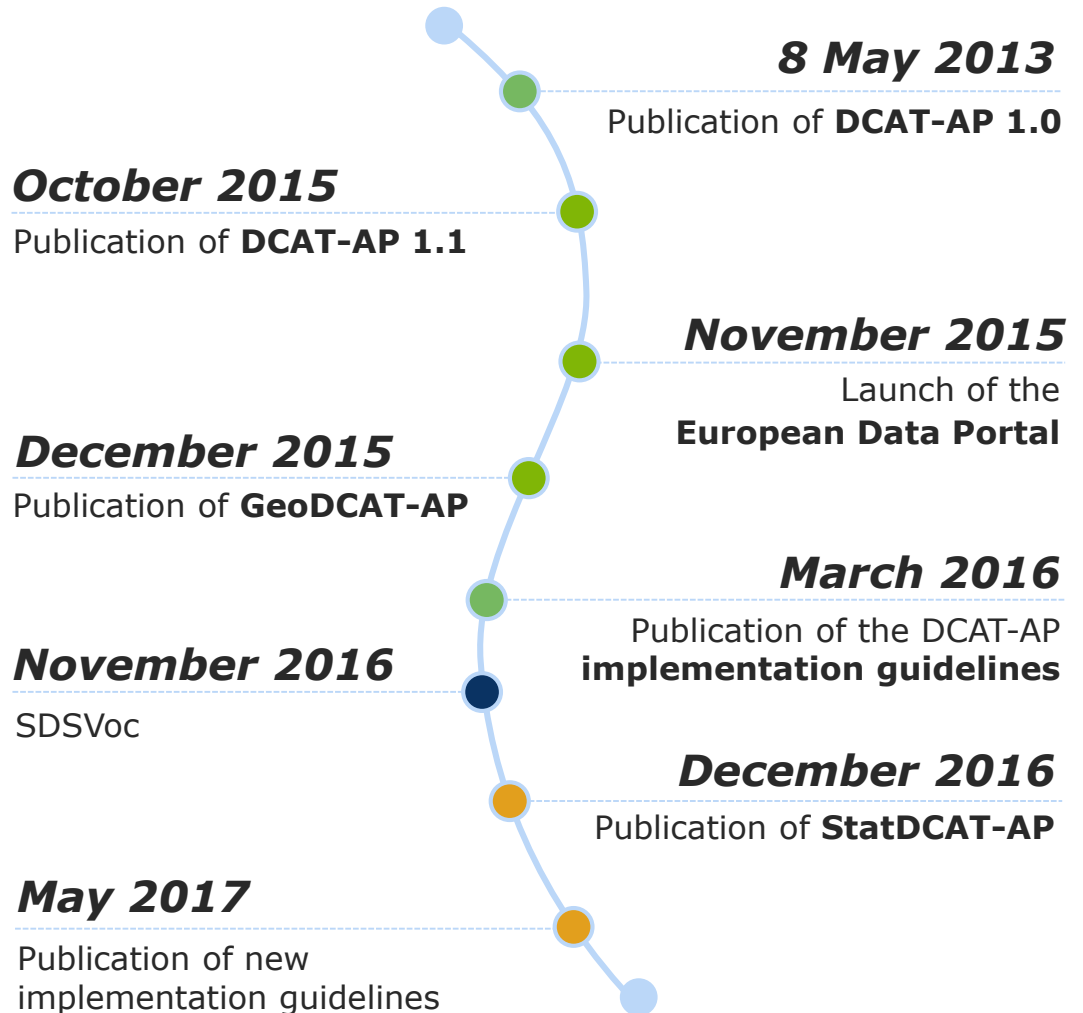 8 May 2013
Publication of DCAT-AP 1.0
October 2015
Publication of DCAT-AP 1.1
November 2015
Launch of the
European Data Portal
December 2015
Publication of GeoDCAT-AP
March 2016
Publication of the DCAT-AP
implementation guidelines
November 2016
SDSVoc
December 2016
Publication of StatDCAT-AP
May 2017
Publication of new
implementation guidelines